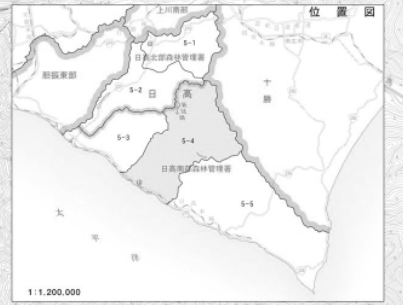 位置図
上川南部
5-1
日高北部森林管理署
胆振東部
5-2
日高
十勝
5-3
5-4
日高南部森林管理署
5-5
太平洋
1:1,200,000